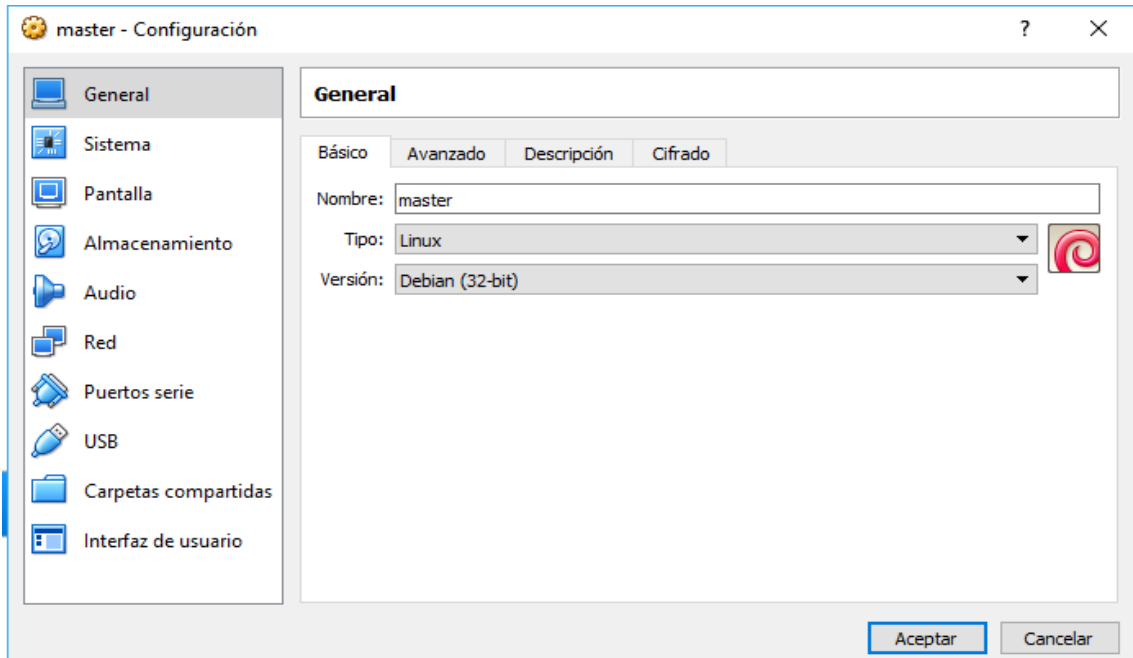 master - Configuración
?
General
Sistema
Pantalla
Almacenamiento
Audio
Red
Puertos serie
USB
Carpetas compartidas
Interfaz de usuario
General
Básico Avanzado Descripción Cifrado
Nombre: master
Tipo: Linux
Versión: Debian (32-bit)
Aceptar Cancelar